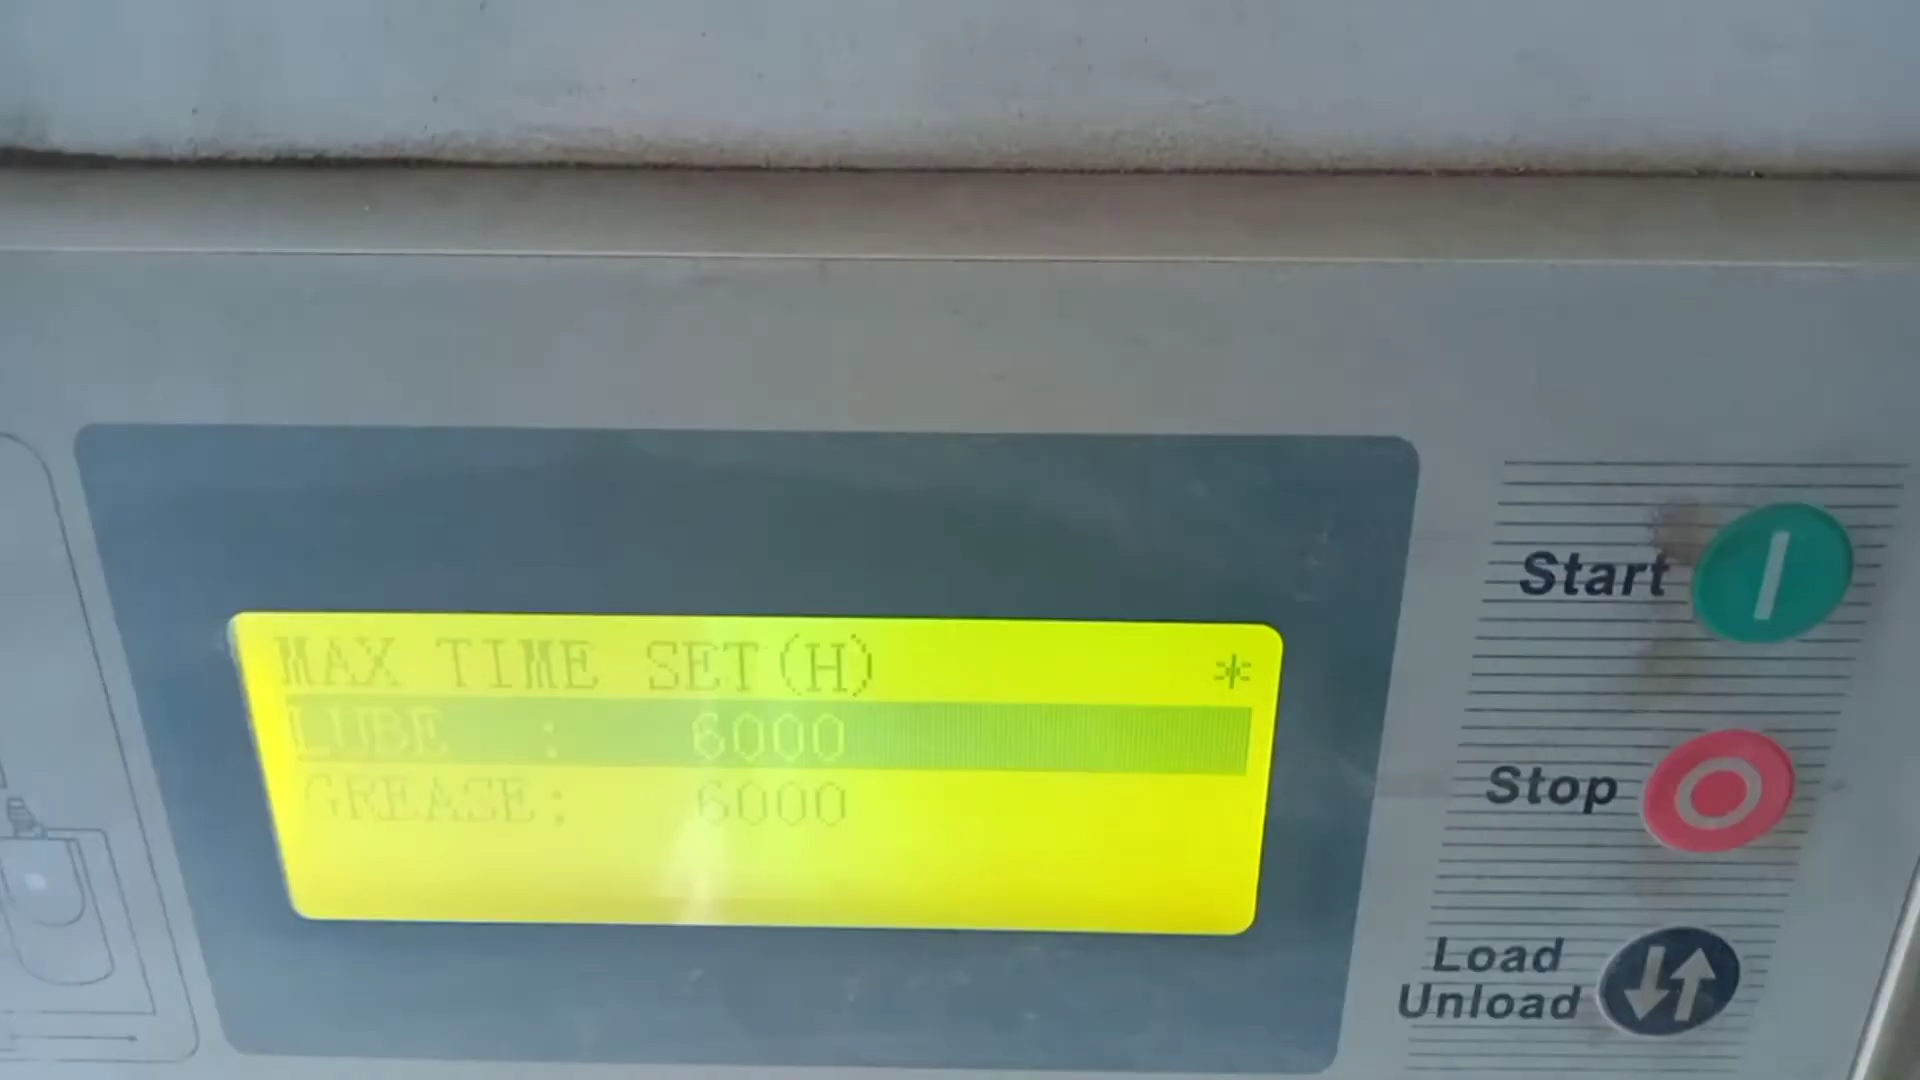 MAX TIME SET(H) *
LUBE : 6000
GREASE: 6000
Start
Stop
Load
Unload